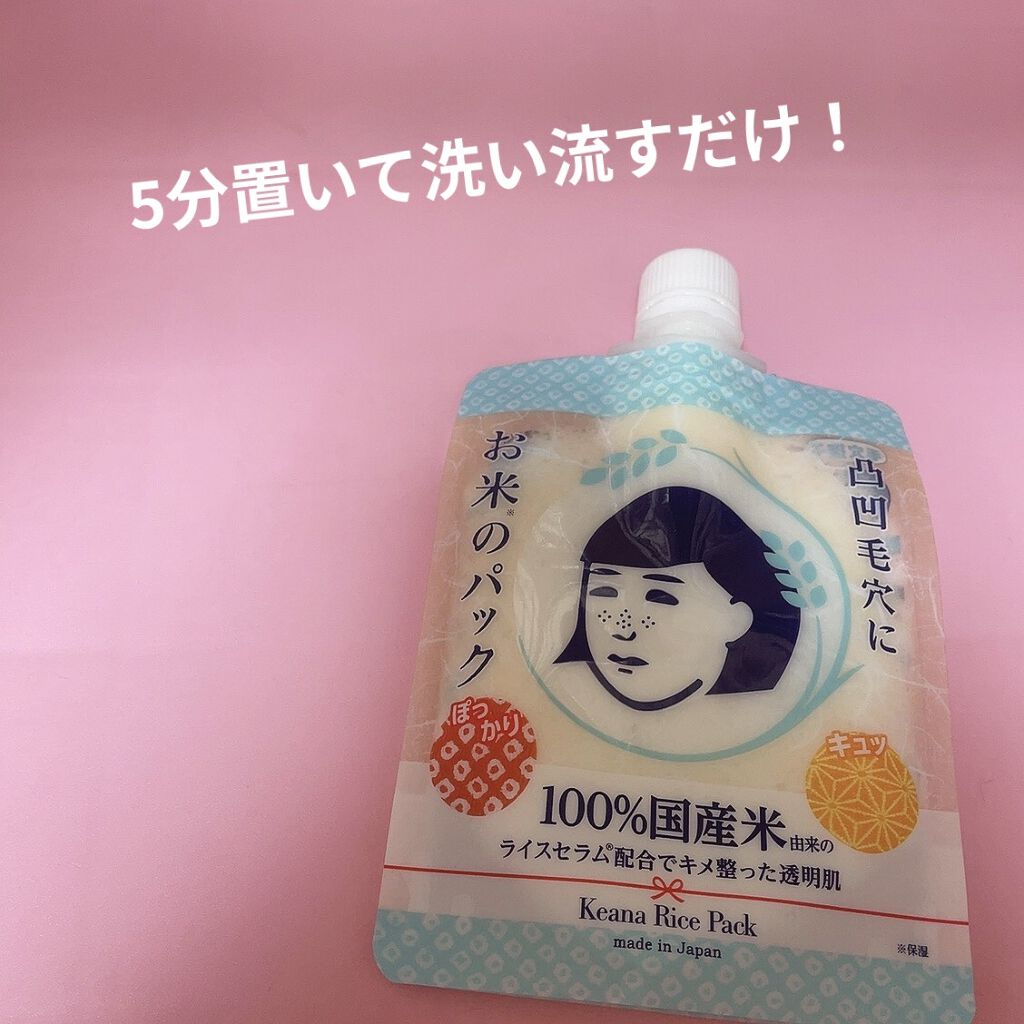 5分置いて洗い流すだけ!
凸凹毛穴に
お米※のパック
ぽっかり
キュッ
100%国産米由来の
ライスセラム®配合でキメ整った透明肌
Keana Rice Pack
made in Japan
※保湿